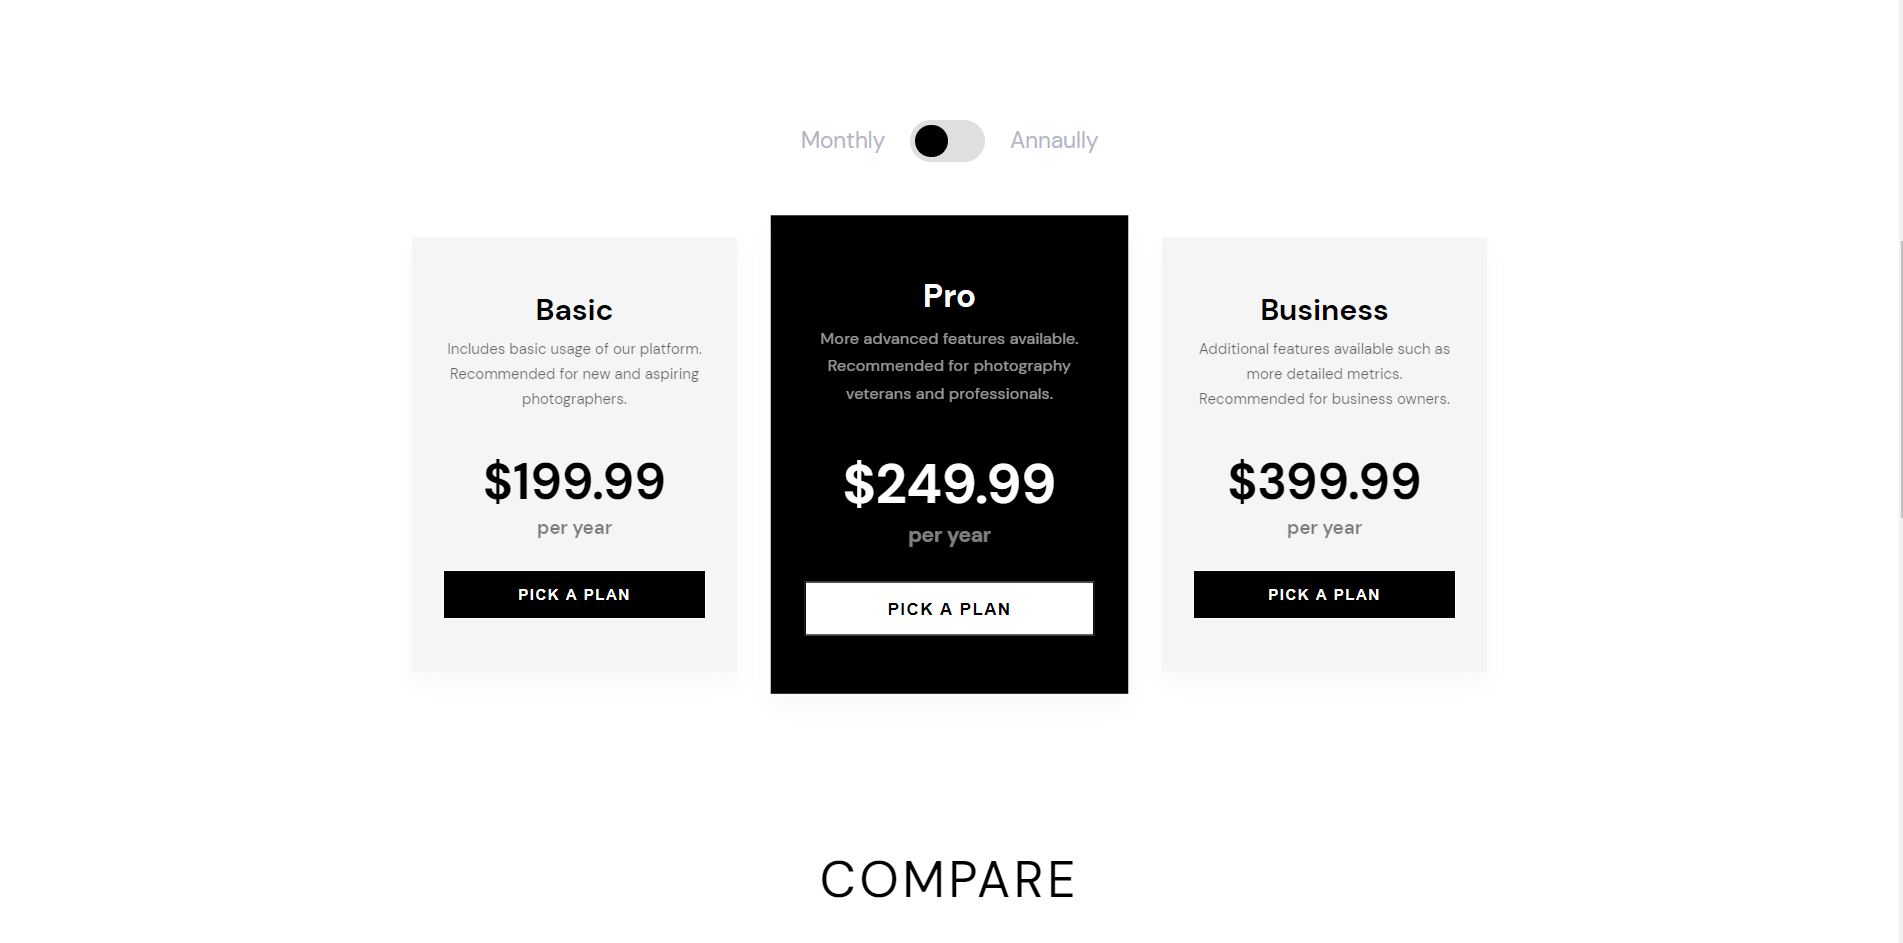 Monthly Annaully
Basic
Includes basic usage of our platform.
Recommended for new and aspiring
photographers.
$199.99
per year
PICK A PLAN
Pro
More advanced features available.
Recommended for photography
veterans and professionals.
$249.99
per year
PICK A PLAN
Business
Additional features available such as
more detailed metrics.
Recommended for business owners.
$399.99
per year
PICK A PLAN
COMPARE